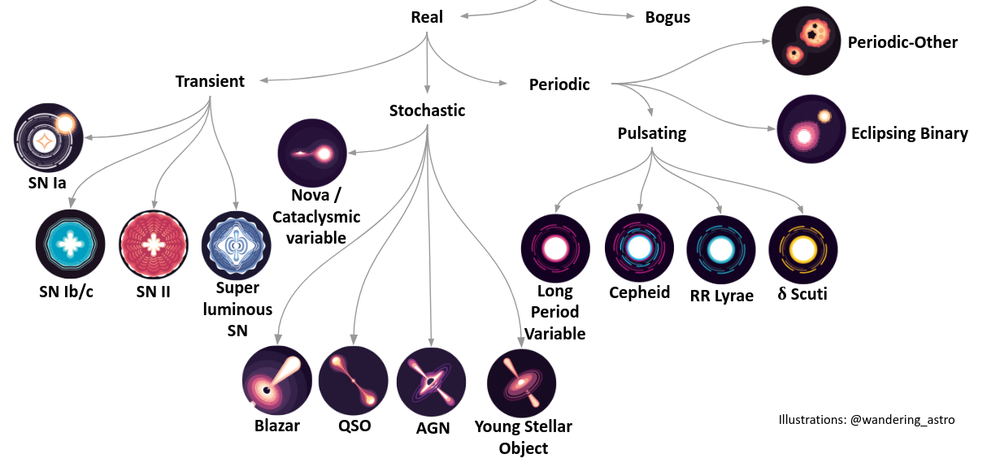 Real
Bogus
Periodic-Other
Transient
Periodic
Stochastic
Pulsating
Eclipsing Binary
SN Ia
Nova /
Cataclysmic
variable
SN Ib/c
SN II
Super
luminous
SN
Long
Period
Variable
Cepheid
RR Lyrae
δ Scuti
Blazar
QSO
AGN
Young Stellar
Object
Illustrations: @wandering_astro